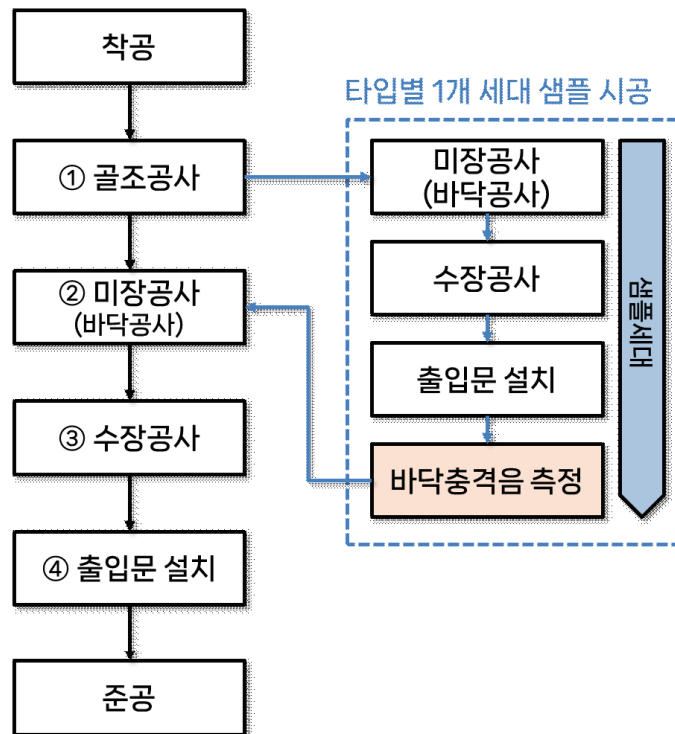 착공
① 골조공사
② 미장공사
(바닥공사)
③ 수장공사
④ 출입문 설치
준공
타입별 1개 세대 샘플 시공
미장공사
(바닥공사)
수장공사
출입문 설치
바닥충격음 측정
샘플세대